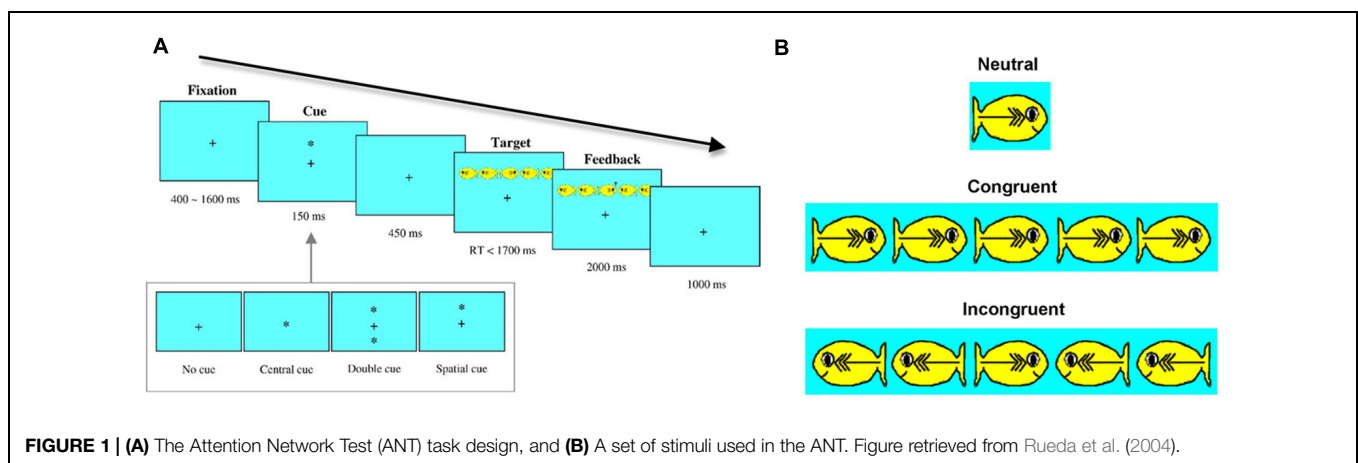 A
Fixation
+
400 ~ 1600 ms
Cue
*
+
150 ms
+
450 ms
Target
+
RT < 1700 ms
Feedback
+
2000 ms
+
1000 ms
+
No cue
*
Central cue
*
+
*
Double cue
*
+
Spatial cue
B
Neutral
Congruent
Incongruent
FIGURE 1 | (A) The Attention Network Test (ANT) task design, and (B) A set of stimuli used in the ANT. Figure retrieved from Rueda et al. (2004).